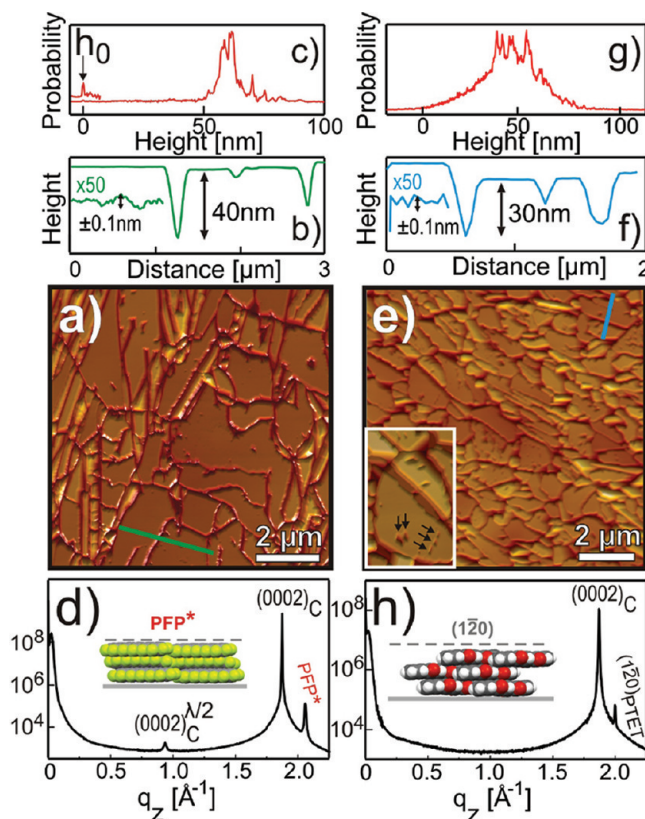 Probability
h0
c)
0
50
100
Height [nm]
Probability
g)
0
50
Height [nm]
Height
x50
±0.1nm
40nm
b)
0
3
Distance [µm]
Height
x50
±0.1nm
30nm
f)
0
2
Distance [µm]
a)
2 µm
e)
2 µm
d)
PFP*
(0002)C
PFP*
(0002)C λ/2
10^8
10^6
10^4
0
0.5
1.0
1.5
2.0
qz [Å-1]
h)
(12̄0)
(0002)C
(12̄0)PTET
10^8
10^6
10^4
0
0.5
1.0
1.5
2.0
qz [Å-1]